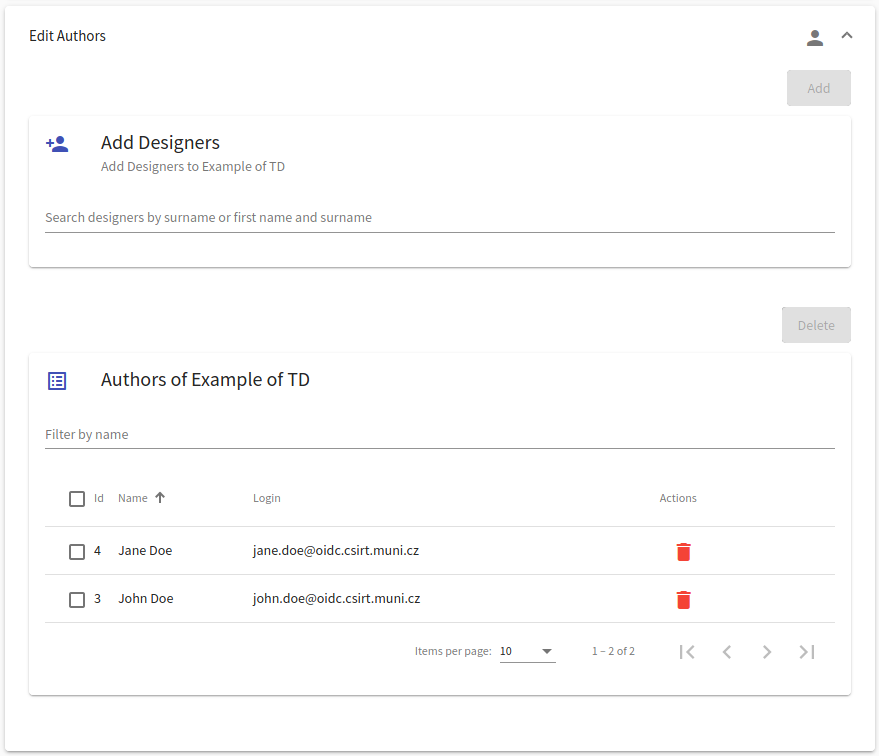 Edit Authors
Add
Add Designers
Add Designers to Example of TD
Search designers by surname or first name and surname
Delete
Authors of Example of TD
Filter by name
Id Name Login Actions
4 Jane Doe jane.doe@oidc.csirt.muni.cz
3 John Doe john.doe@oidc.csirt.muni.cz
Items per page: 10 1 – 2 of 2